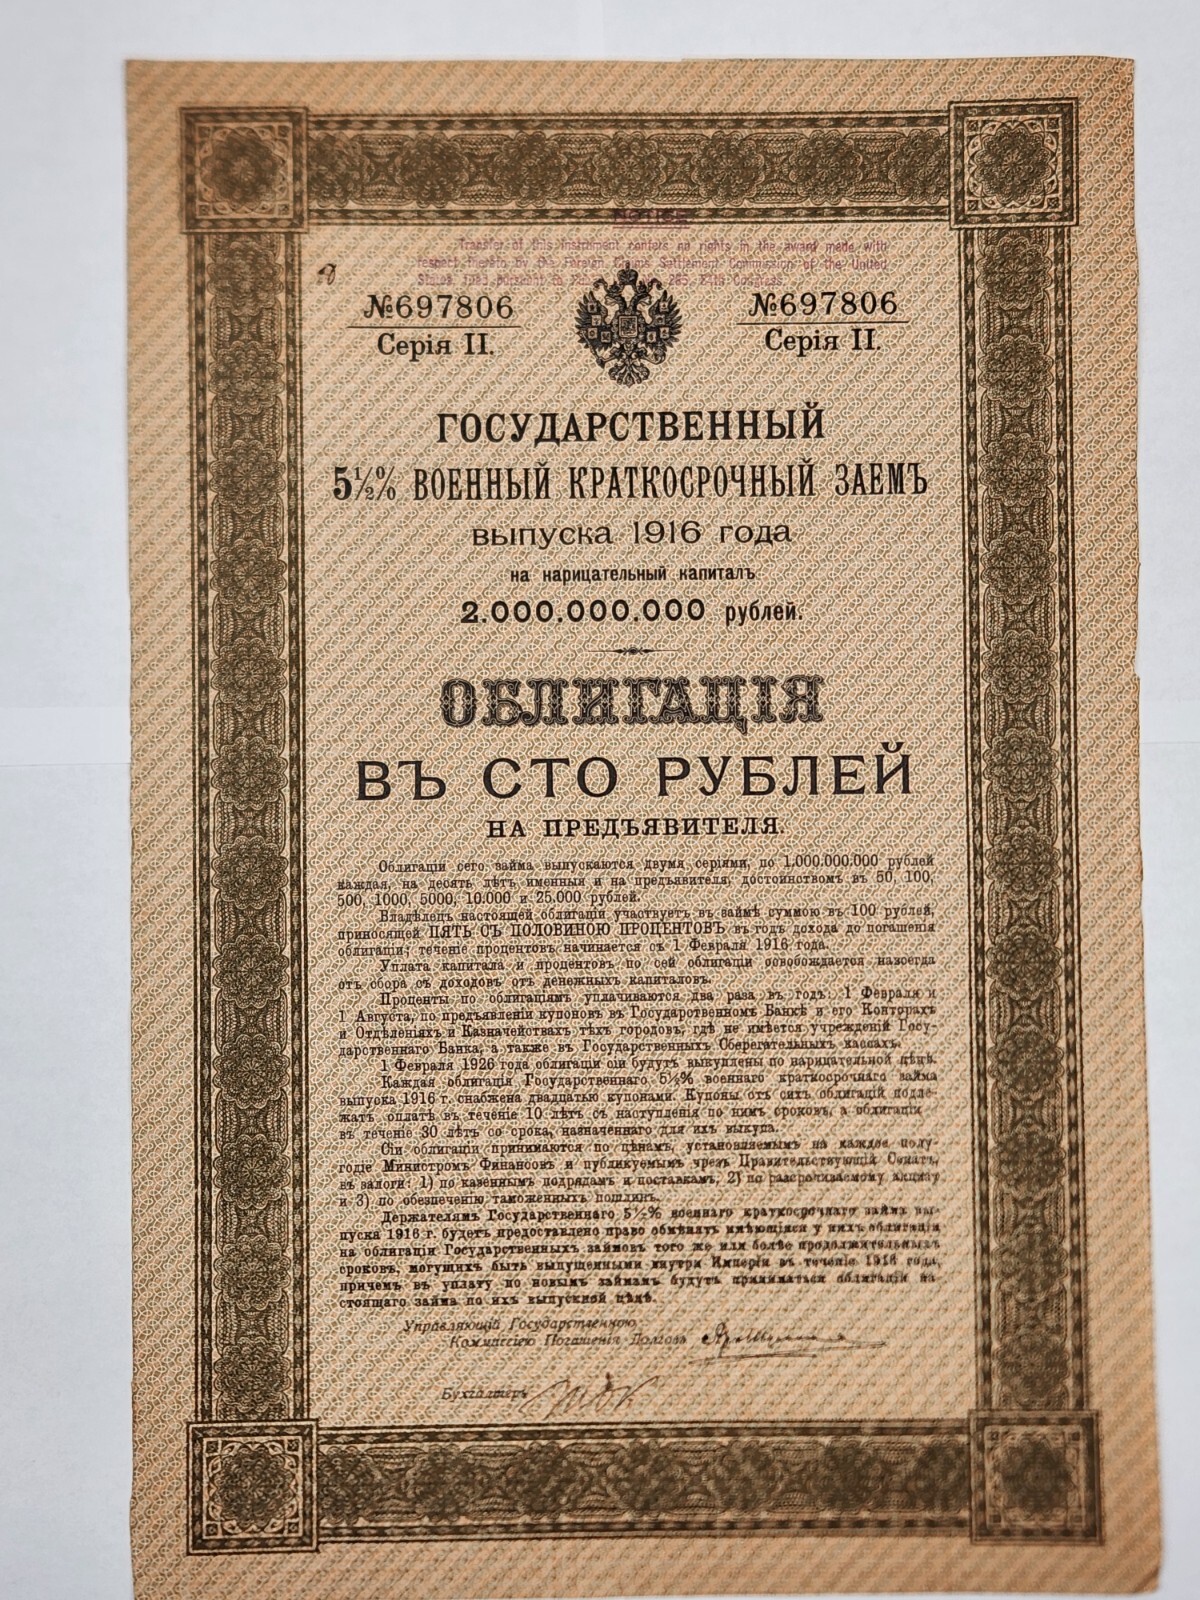 NOTICE
Transfer of this instrument confers no rights in the award made with
respect thereto by the Foreign Claims Settlement Commission of the United
States, 1955 pursuant to 285, 84th Congress
№697806
Серія II.
№697806
Серія II.
ГОСУДАРСТВЕННЫЙ
5½% ВОЕННЫЙ КРАТКОСРОЧНЫЙ ЗАЕМЪ
выпуска 1916 года
на нарицательный капиталъ
2.000.000.000 рублей.
ОБЛИГАЦІЯ
ВЪ СТО РУБЛЕЙ
НА ПРЕДЪЯВИТЕЛЯ.
Облигаціи сего займа выпускаются двумя серіями, по 1.000.000.000 рублей
каждая, на десять лѣтъ именныя и на предъявителя, достоинствомъ въ 50, 100,
500, 1000, 5000, 10.000 и 25.000 рублей.
Владѣлецъ настоящей облигаціи участвуетъ въ займѣ суммою въ 100 рублей,
приносящей ПЯТЬ СЪ ПОЛОВИНОЮ ПРОЦЕНТОВЪ въ годъ дохода до погашенія
облигаціи; теченіе процентовъ начинается съ 1 Февраля 1916 года.
Уплата капитала и процентовъ по сей облигаціи освобождается навсегда
отъ сбора съ доходовъ отъ денежныхъ капиталовъ.
Проценты по облигаціямъ уплачиваются два раза въ годъ: 1 Февраля и
1 Августа, по предъявленіи купоновъ въ Государственномъ Банкѣ и его Конторахъ
и Отдѣленіяхъ и Казначействахъ тѣхъ городовъ, гдѣ не имѣется учрежденій Госу-
дарственнаго Банка, а также въ Государственныхъ Сберегательныхъ кассахъ.
1 Февраля 1926 года облигаціи сіи будутъ выкуплены по нарицательной цѣнѣ.
Каждая облигація Государственнаго 5½% военнаго краткосрочнаго займа
выпуска 1916 г. снабжена двадцатью купонами. Купоны отъ сихъ облигацій подле-
жатъ оплатѣ въ теченіе 10 лѣтъ съ наступленія по нимъ сроковъ, а облигаціи
въ теченіе 30 лѣтъ со срока, назначеннаго для ихъ выкупа.
Сіи облигаціи принимаются по цѣнамъ, установляемымъ на каждое полу-
годіе Министромъ Финансовъ и публикуемымъ чрезъ Правительствующій Сенатъ,
въ залоги: 1) по казеннымъ подрядамъ и поставкамъ, 2) по разсрочиваемому акцизу
и 3) по обезпеченію таможенныхъ пошлинъ.
Держателямъ Государственнаго 5½% военнаго краткосрочнаго займа вы-
пуска 1916 г. будетъ предоставлено право обмѣнять имѣющіяся у нихъ облигаціи
на облигаціи Государственныхъ займовъ того же или болѣе продолжительныхъ
сроковъ, могущихъ быть выпущенными внутри Имперіи въ теченіе 1916 года,
причемъ въ уплату по новымъ займамъ будутъ приниматься облигаціи на-
стоящаго займа по ихъ выпускной цѣнѣ.
Управляющій Государственною
Коммиссіею Погашенія Долговъ
Бухгалтеръ